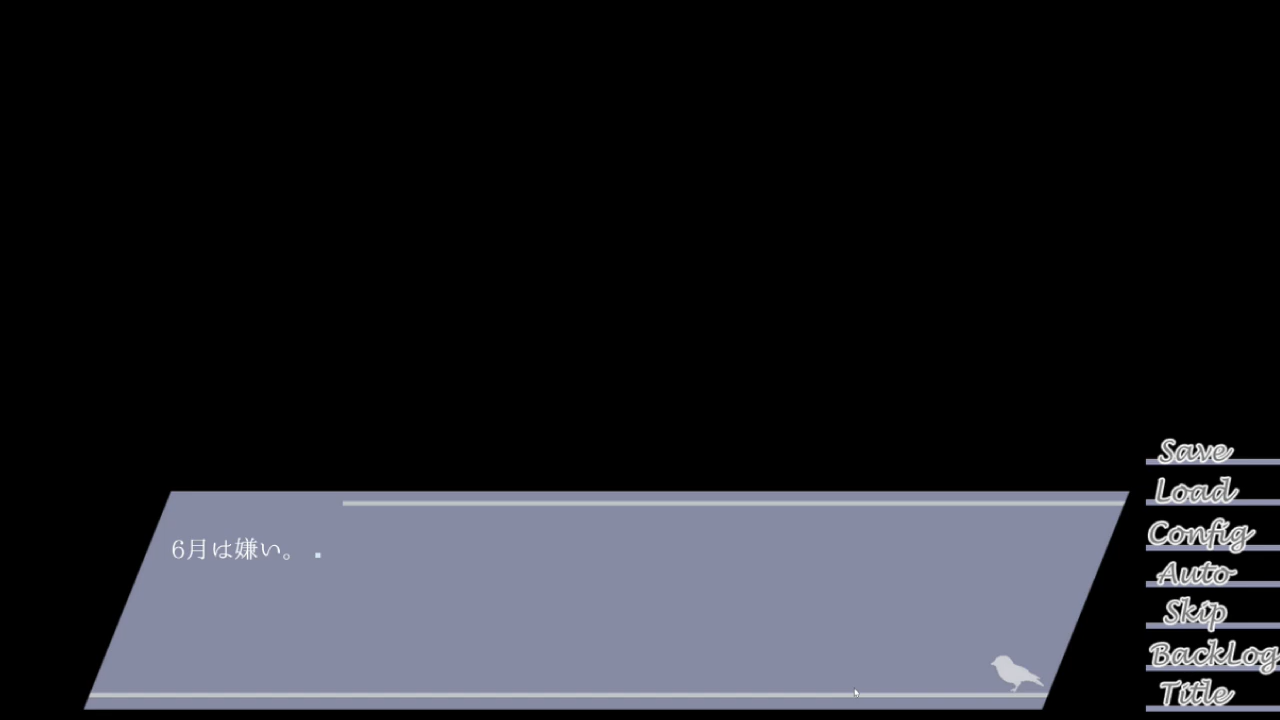 6月は嫌い。
Save
Load
Config
Auto
Skip
BackLog
Title